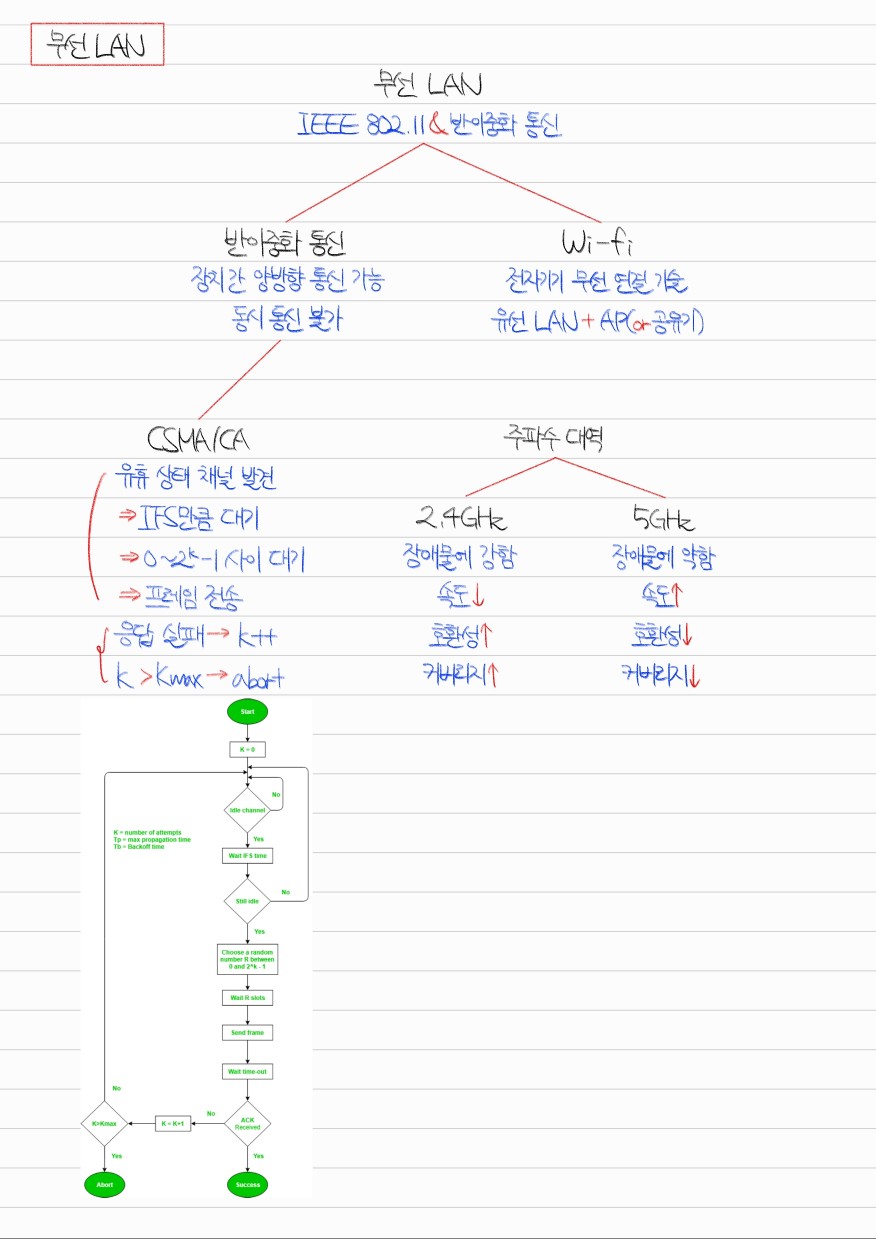 무선 LAN
무선 LAN
IEEE 802.11 & 반이중화 통신
반이중화 통신
장치간 양방향 통신 가능
동시 통신 불가
Wi-fi
전자기기 무선 연결 기술
유선 LAN + AP(or 공유기)
CSMA/CA
유휴 상태 채널 발견
⇒ IFS만큼 대기
⇒ 0~2ᵏ-1 사이 대기
⇒ 프레임 전송
응답 실패 → k++
k > Kmax → abort
주파수 대역
2.4GHz
장애물에 강함
속도↓
호환성↑
커버리지↑
5GHz
장애물에 약함
속도↑
호환성↓
커버리지↓
Start
K = 0
Idle channel
No
Yes
K = number of attempts
Tp = max propagation time
Tb = Backoff time
Wait IFS time
Still idle
No
Yes
Choose a random
number R between
0 and 2^k - 1
Wait R slots
Send frame
Wait time-out
ACK
Received
No
K = K+1
K>Kmax
No
Yes
Yes
Abort
Success